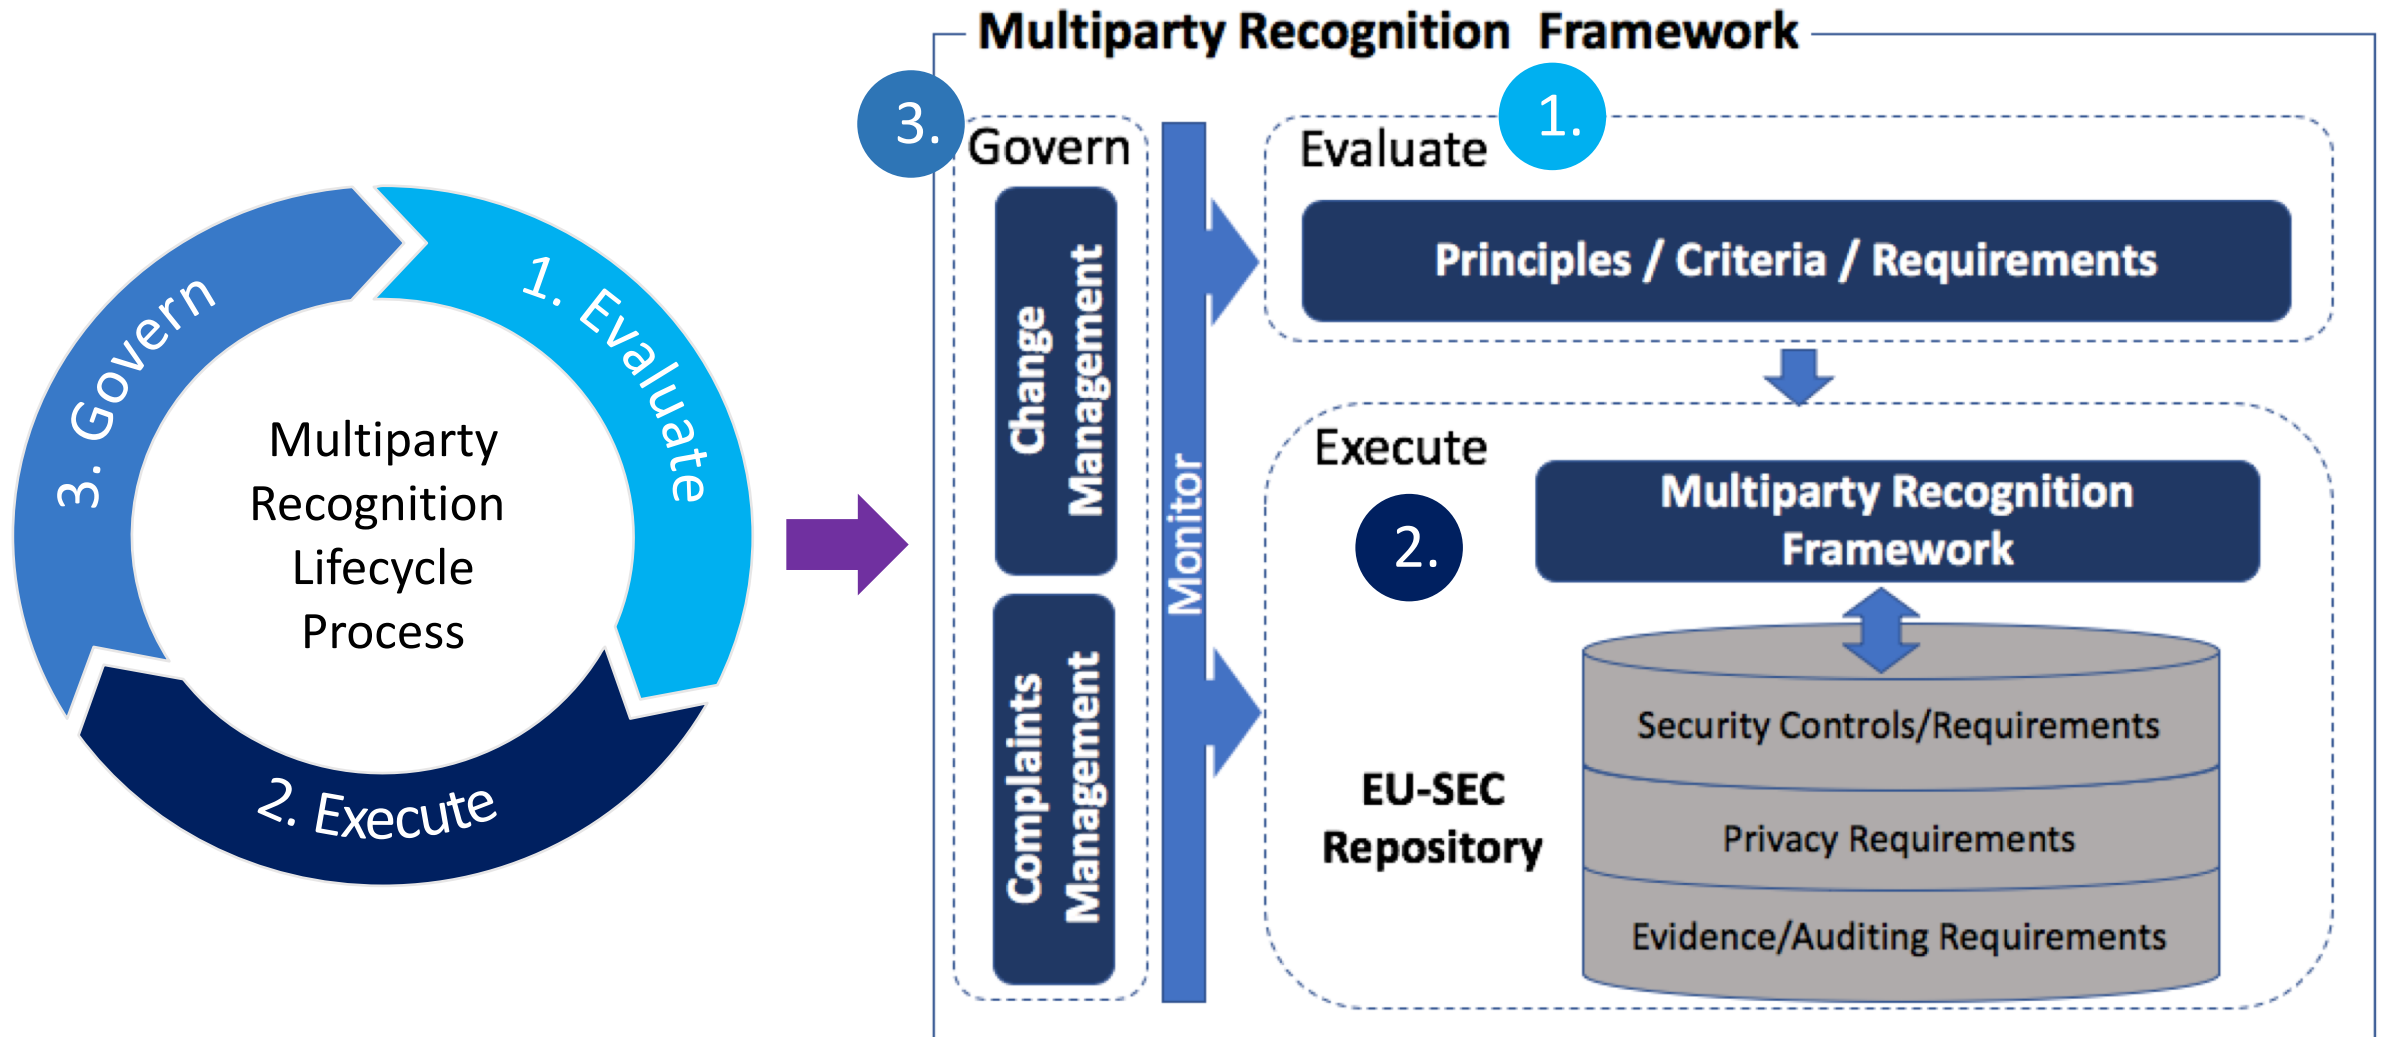 3. Govern
1. Evaluate
Multiparty
Recognition
Lifecycle
Process
2. Execute
Multiparty Recognition Framework
3.
Govern
Change
Management
Complaints
Management
Monitor
Evaluate
1.
Principles / Criteria / Requirements
Execute
2.
Multiparty Recognition
Framework
EU-SEC
Repository
Security Controls/Requirements
Privacy Requirements
Evidence/Auditing Requirements